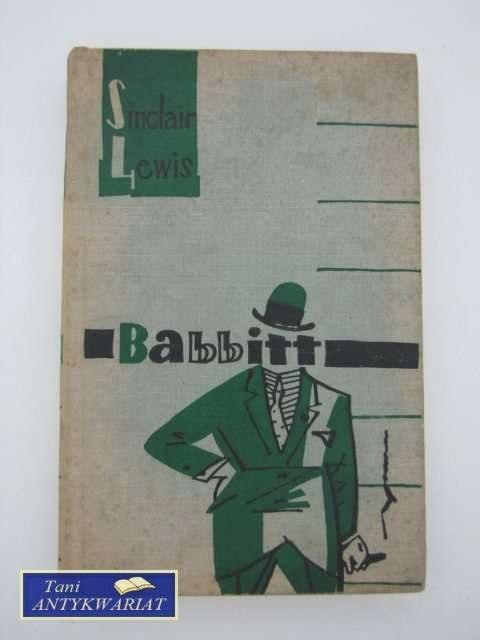 Sinclair
Lewis
Babbitt
Tani
ANTYKWARIAT